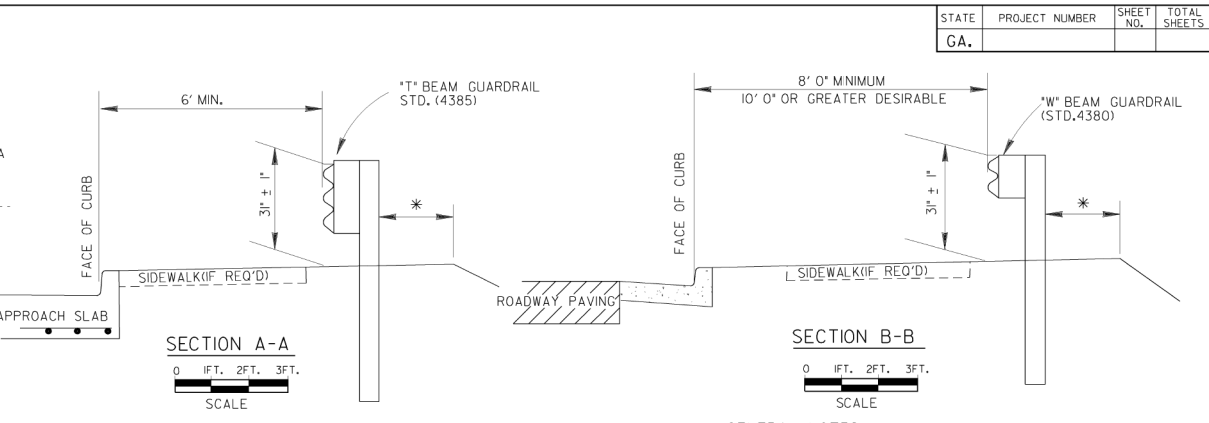 STATE PROJECT NUMBER SHEET NO. TOTAL SHEETS
GA.
"T" BEAM GUARDRAIL
STD. (4385)
6' MIN.
8' 0" MINIMUM
10' 0" OR GREATER DESIRABLE
"W" BEAM GUARDRAIL
(STD.4380)
A
FACE OF CURB
31" ± 1"
*
FACE OF CURB
31" ± 1"
*
SIDEWALK(IF REQ'D)
SIDEWALK(IF REQ'D)
APPROACH SLAB
ROADWAY PAVING
SECTION A-A
0 1FT. 2FT. 3FT.
SCALE
SECTION B-B
0 1FT. 2FT. 3FT.
SCALE